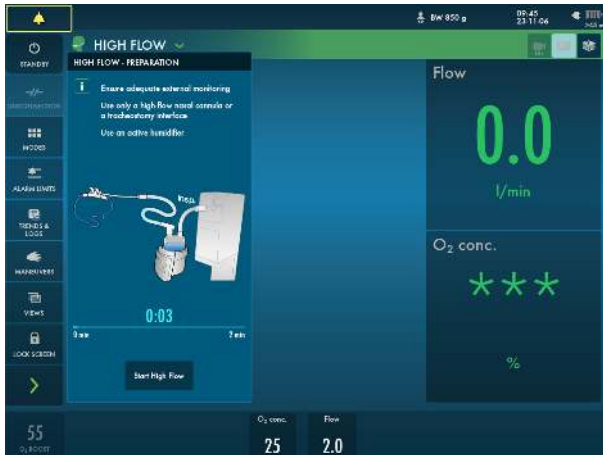 BW 850 g
09:45
23-11-06
STANDBY
MODES
ALARM LIMITS
TRENDS &
LOGS
MANEUVERS
VIEWS
LOCK SCREEN
55
O₂ BOOST
HIGH FLOW
HIGH FLOW - PREPARATION
i
Ensure adequate external monitoring
Use only a high flow nasal cannula or
a tracheostomy interface
Use an active humidifier
Insp.
0:03
0 min 2 min
Start High Flow
Flow
0.0
l/min
O₂ conc.
***
%
O₂ conc. Flow
25 2.0